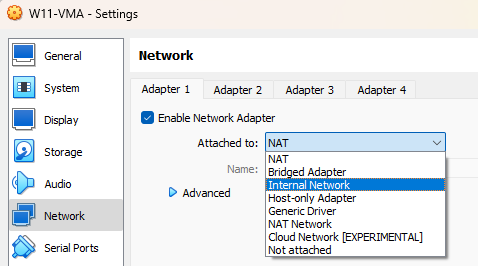 W11-VMA - Settings
General
System
Display
Storage
Audio
Network
Serial Ports
Network
Adapter 1 Adapter 2 Adapter 3 Adapter 4
Enable Network Adapter
Attached to: NAT
NAT
Bridged Adapter
Name:
Internal Network
Advanced
Host-only Adapter
Generic Driver
NAT Network
Cloud Network [EXPERIMENTAL]
Not attached